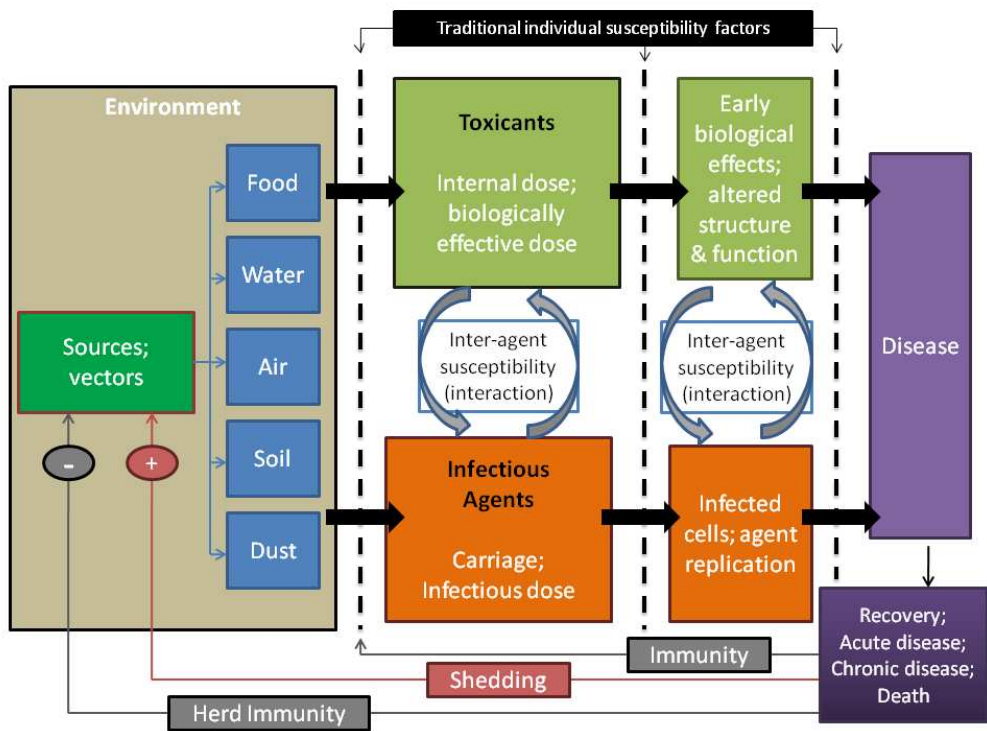 Traditional individual susceptibility factors
Environment
Food
Water
Air
Soil
Dust
Sources;
vectors
-
+
Toxicants
Internal dose;
biologically
effective dose
Early
biological
effects;
altered
structure
& function
Inter-agent
susceptibility
(interaction)
Inter-agent
susceptibility
(interaction)
Infectious
Agents
Carriage;
Infectious dose
Infected
cells; agent
replication
Disease
Recovery;
Acute disease;
Chronic disease;
Death
Immunity
Shedding
Herd Immunity